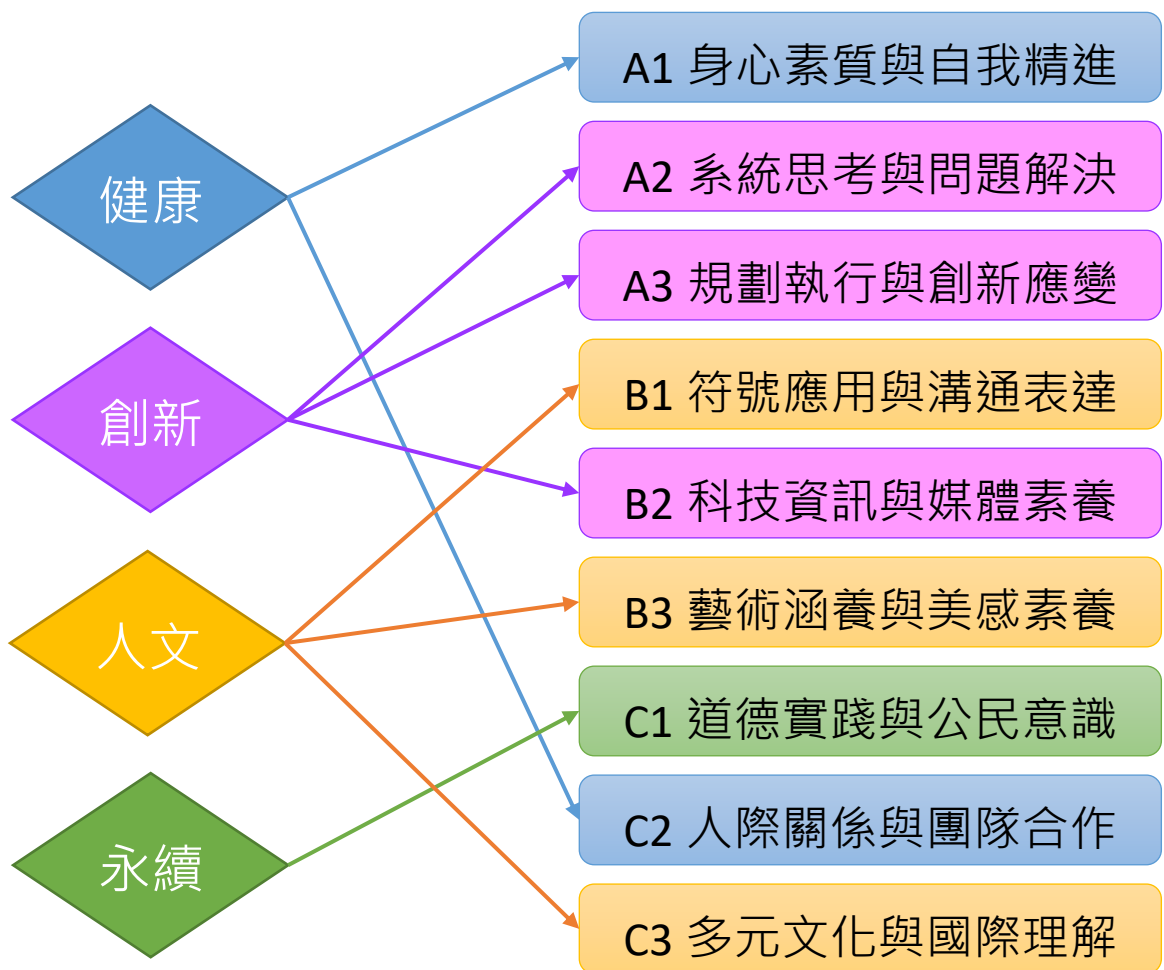 健康
創新
人文
永續
A1 身心素質與自我精進
A2 系統思考與問題解決
A3 規劃執行與創新應變
B1 符號應用與溝通表達
B2 科技資訊與媒體素養
B3 藝術涵養與美感素養
C1 道德實踐與公民意識
C2 人際關係與團隊合作
C3 多元文化與國際理解